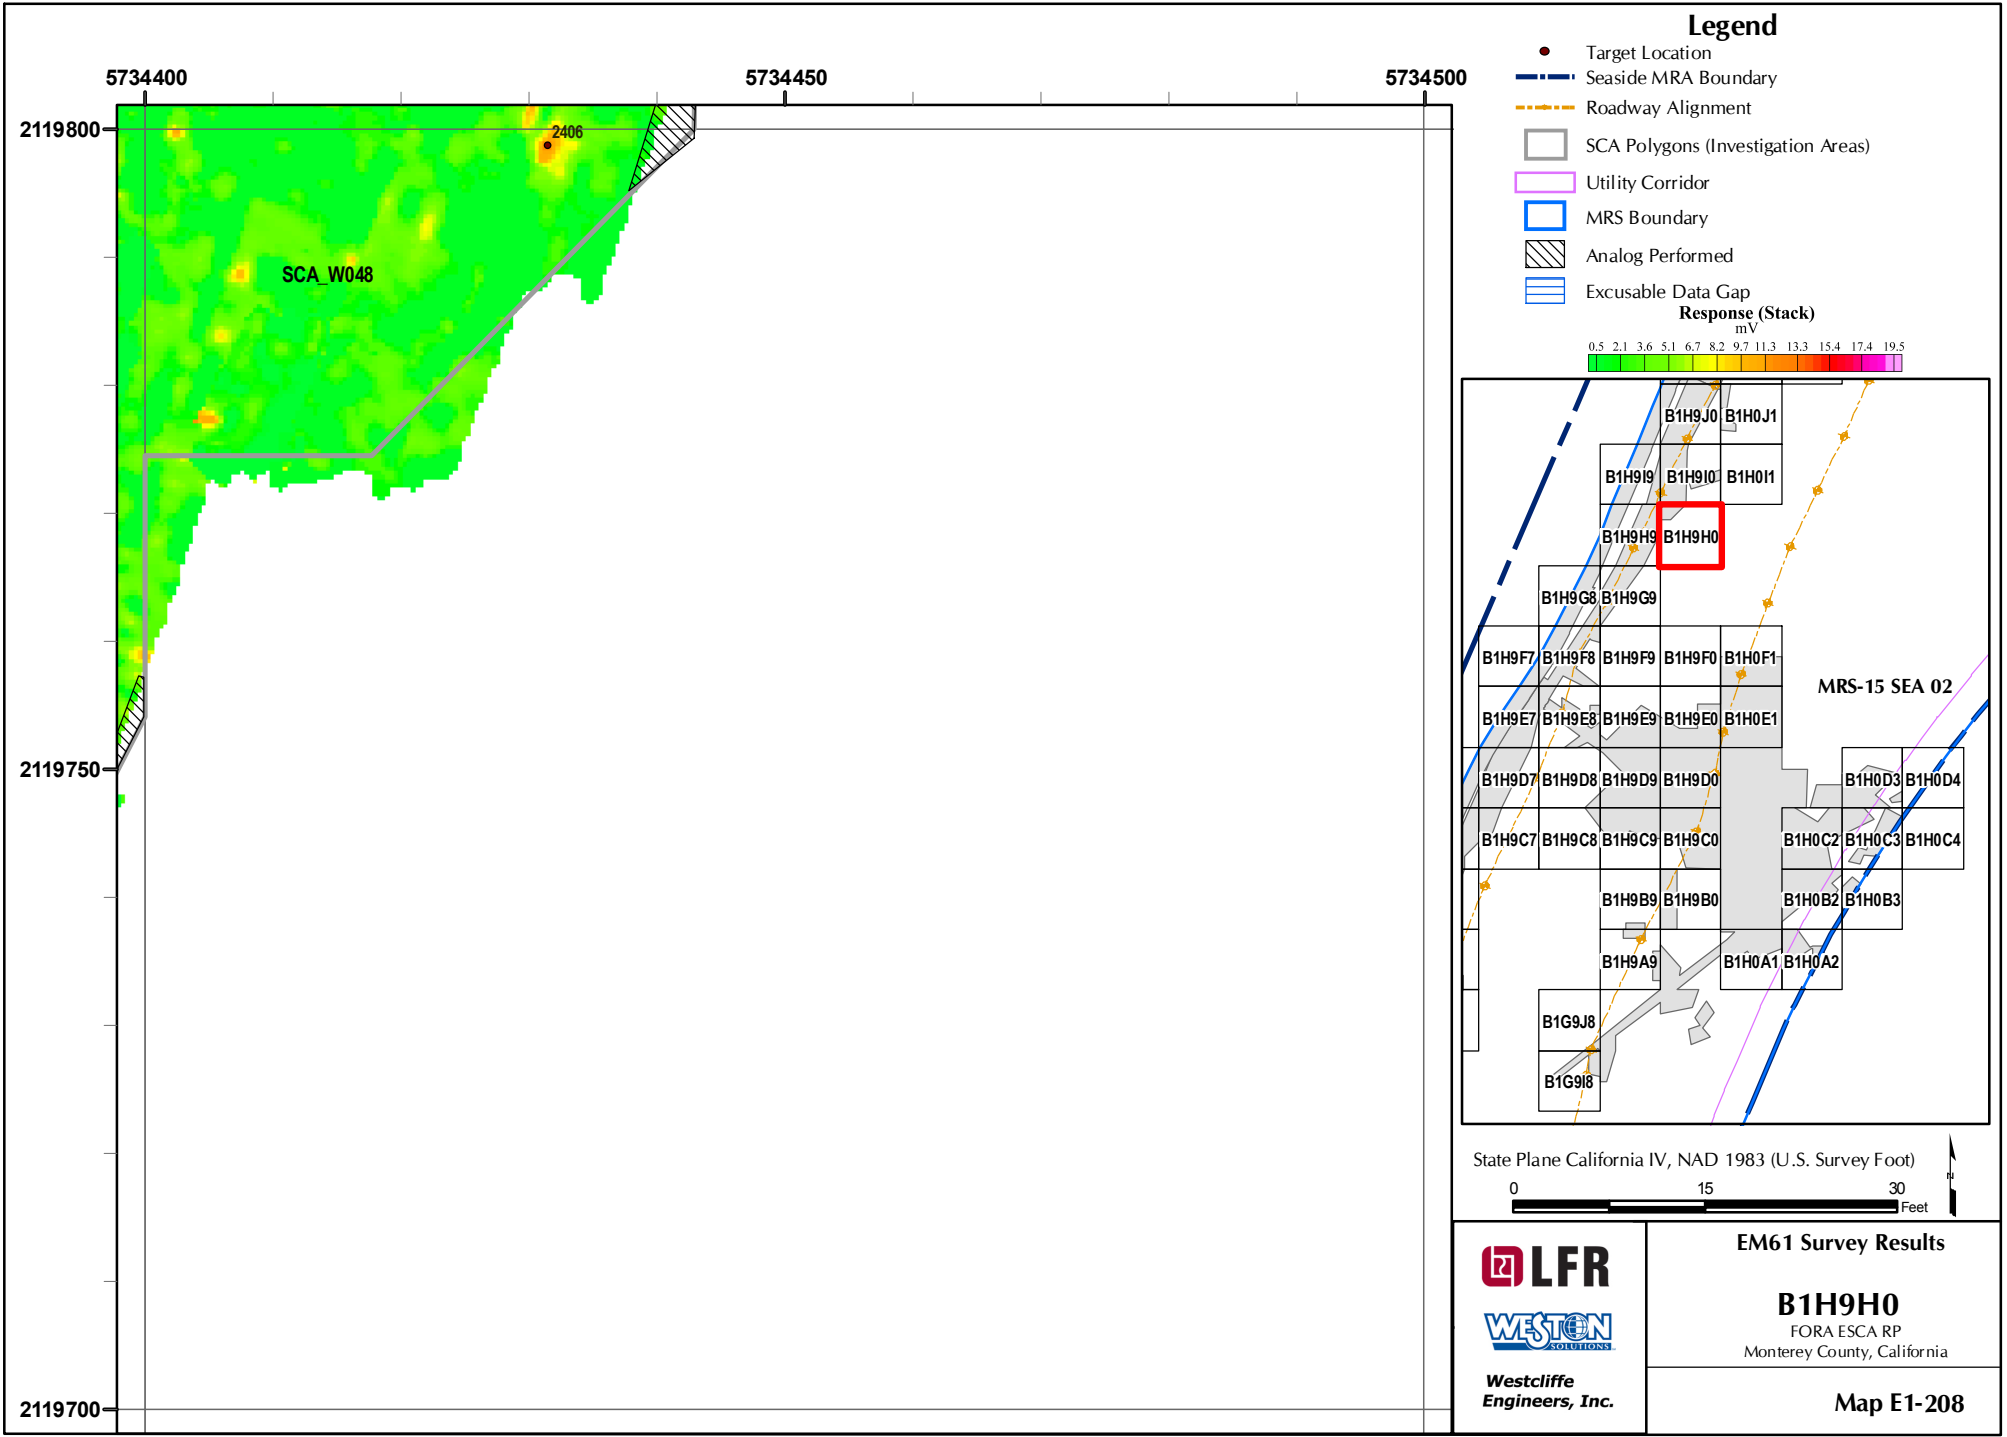 5734400
5734450
5734500
2119800
2119750
2119700
2406
SCA_W048
Legend
Target Location
Seaside MRA Boundary
Roadway Alignment
SCA Polygons (Investigation Areas)
Utility Corridor
MRS Boundary
Analog Performed
Excusable Data Gap
Response (Stack)
mV
0.5 2.1 3.6 5.1 6.7 8.2 9.7 11.3 13.3 15.4 17.4 19.5
B1H9J0 B1H0J1
B1H9I9 B1H9I0 B1H0I1
B1H9H9 B1H9H0
B1H9G8 B1H9G9
B1H9F7 B1H9F8 B1H9F9 B1H9F0 B1H0F1
MRS-15 SEA 02
B1H9E7 B1H9E8 B1H9E9 B1H9E0 B1H0E1
B1H9D7 B1H9D8 B1H9D9 B1H9D0 B1H0D3 B1H0D4
B1H9C7 B1H9C8 B1H9C9 B1H9C0 B1H0C2 B1H0C3 B1H0C4
B1H9B9 B1H9B0 B1H0B2 B1H0B3
B1H9A9 B1H0A1 B1H0A2
B1G9J8
B1G9I8
State Plane California IV, NAD 1983 (U.S. Survey Foot)
N
0 15 30
Feet
LFR
WESTON
SOLUTIONS
Westcliffe
Engineers, Inc.
EM61 Survey Results
B1H9H0
FORA ESCA RP
Monterey County, California
Map E1-208